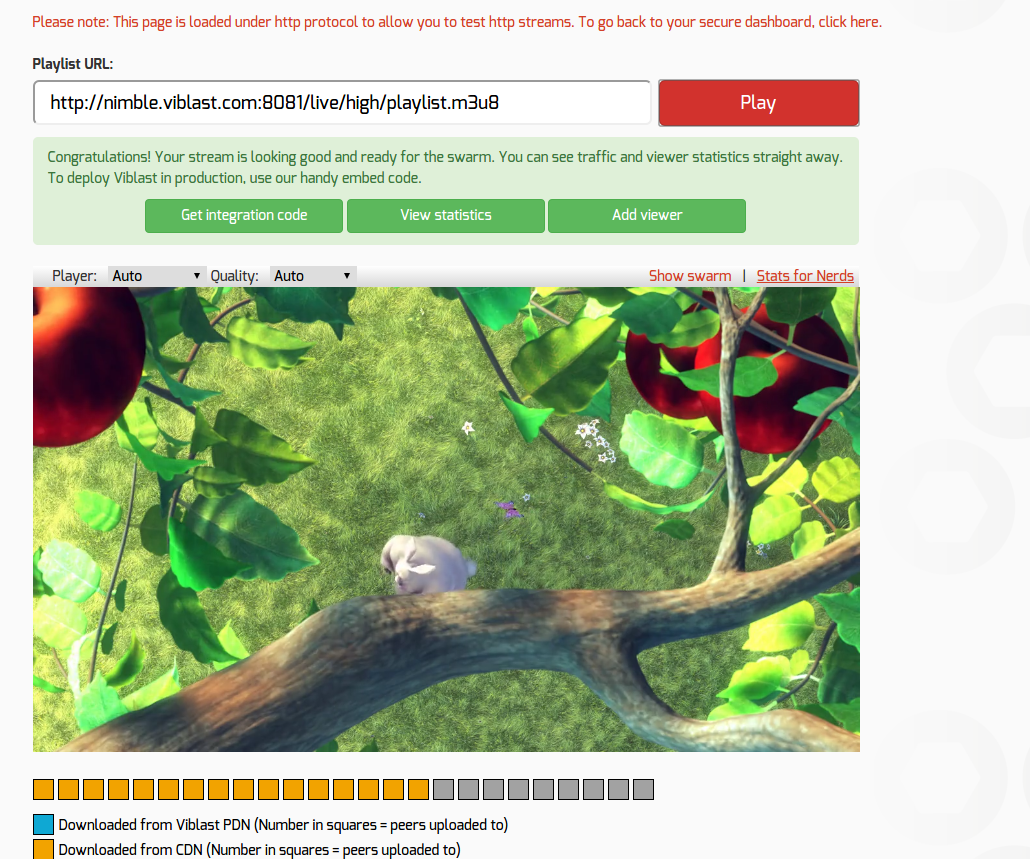 Please note: This page is loaded under http protocol to allow you to test http streams. To go back to your secure dashboard, click here.
Playlist URL:
http://nimble.viblast.com:8081/live/high/playlist.m3u8 Play
Congratulations! Your stream is looking good and ready for the swarm. You can see traffic and viewer statistics straight away.
To deploy Viblast in production, use our handy embed code.
Get integration code View statistics Add viewer
Player: Auto Quality: Auto Show swarm | Stats for Nerds
Downloaded from Viblast PDN (Number in squares = peers uploaded to)
Downloaded from CDN (Number in squares = peers uploaded to)